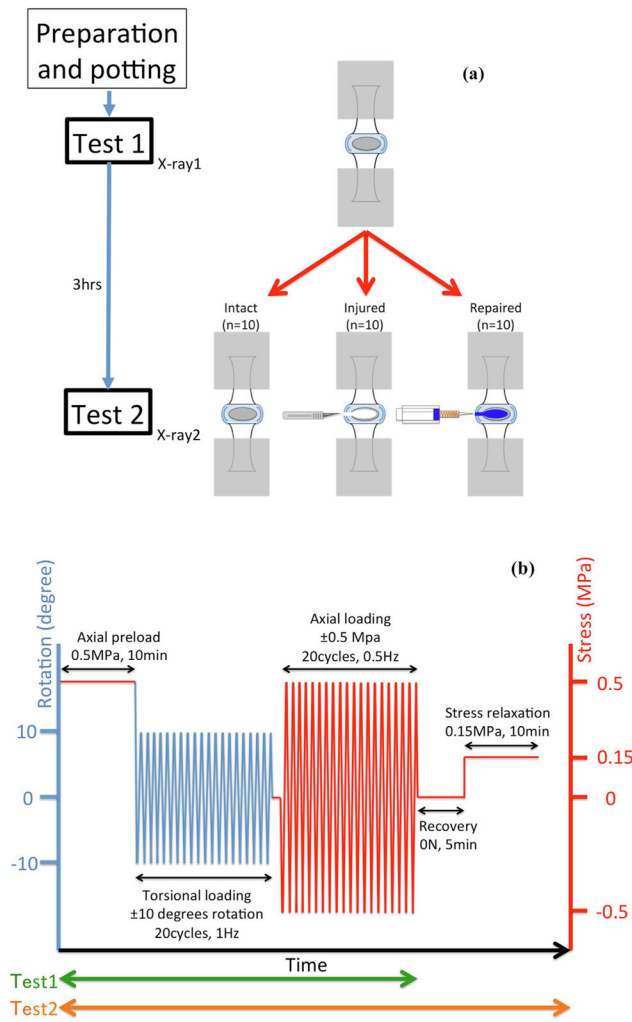 Preparation
and potting
(a)
Test 1
X-ray1
3hrs
Intact
(n=10)
Injured
(n=10)
Repaired
(n=10)
Test 2
X-ray2
(b)
Rotation (degree)
Stress (MPa)
Axial preload
0.5MPa, 10min
Axial loading
±0.5 Mpa
20cycles, 0.5Hz
Stress relaxation
0.15MPa, 10min
10
0
-10
0.5
0.15
0
-0.5
Recovery
0N, 5min
Torsional loading
±10 degrees rotation
20cycles, 1Hz
Time
Test1
Test2